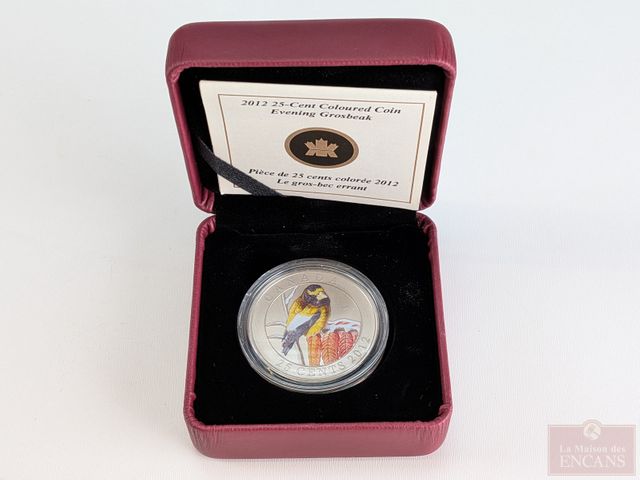 2012 25-Cent Coloured Coin
Evening Grosbeak
Pièce de 25 cents colorée 2012
Le gros-bec errant
CANADA
25 CENTS 2012
La Maison des
ENCANS